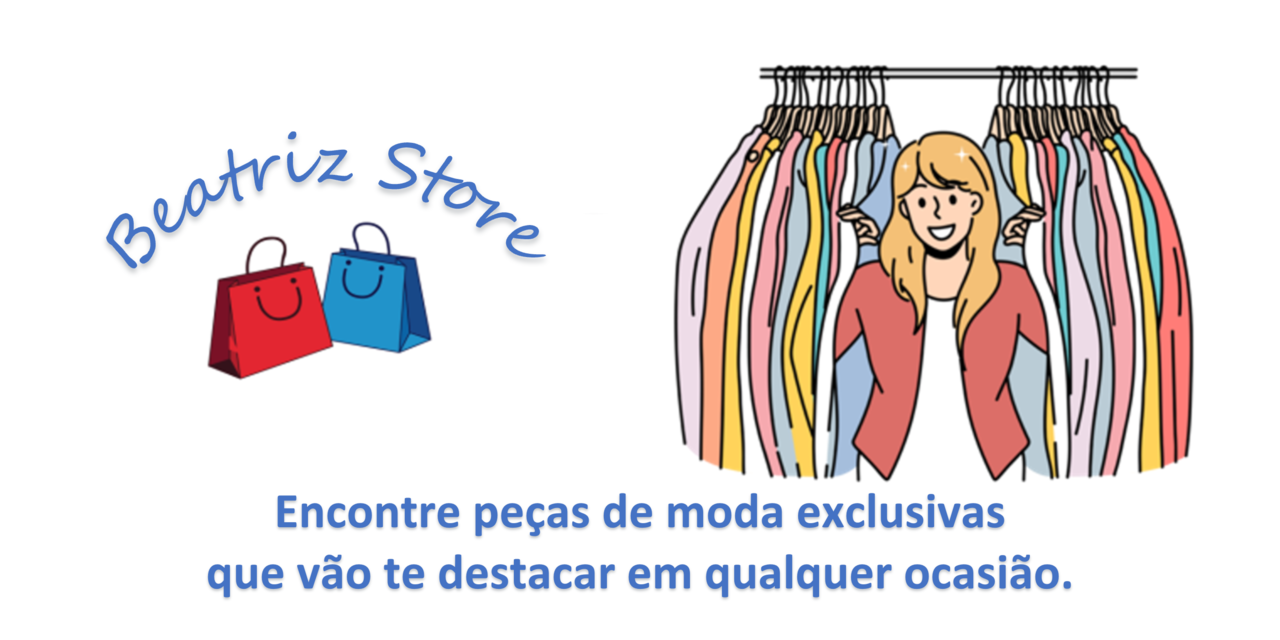 Beatriz Store
Encontre peças de moda exclusivas
que vão te destacar em qualquer ocasião.